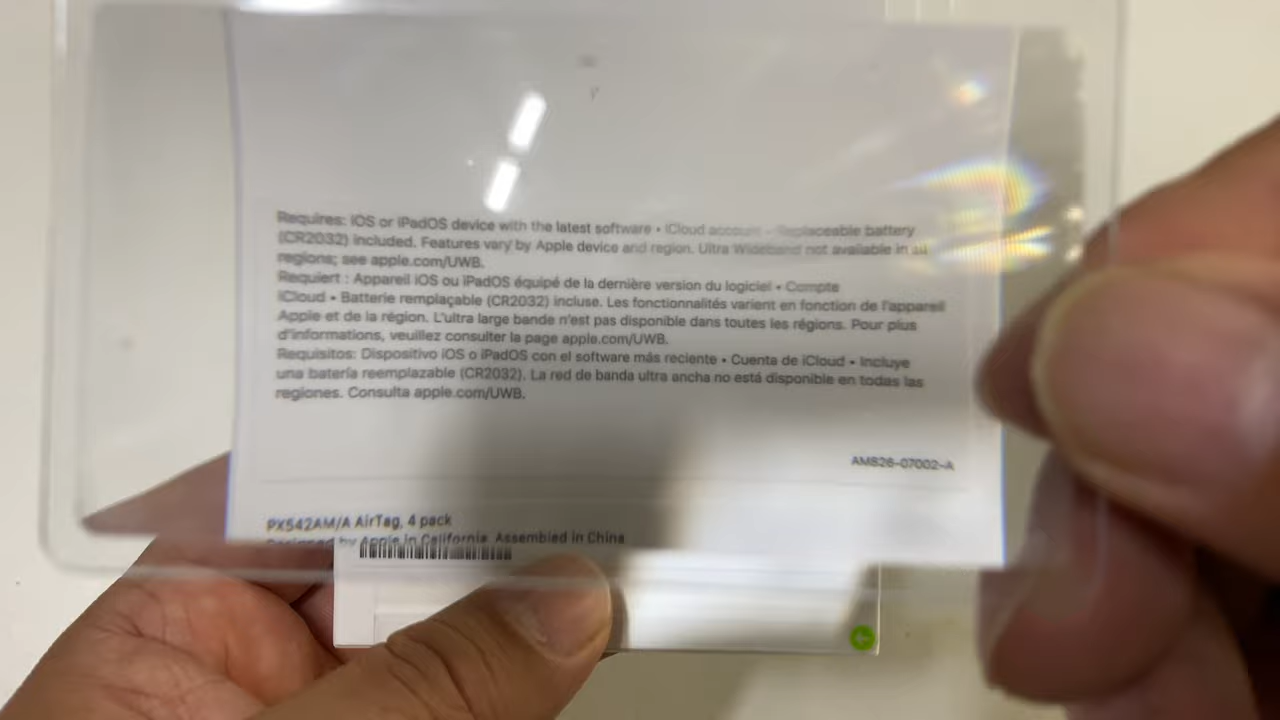 Requires: iOS or iPadOS device with the latest software • iCloud account • Replaceable battery
(CR2032) included. Features vary by Apple device and region. Ultra Wideband not available in all
regions; see apple.com/UWB.
Requiert : Appareil iOS ou iPadOS équipé de la dernière version du logiciel • Compte
iCloud • Batterie remplaçable (CR2032) incluse. Les fonctionnalités varient en fonction de l'appareil
Apple et de la région. L'ultra large bande n'est pas disponible dans toutes les régions. Pour plus
d'informations, veuillez consulter la page apple.com/UWB.
Requisitos: Dispositivo iOS o iPadOS con el software más reciente • Cuenta de iCloud • Incluye
una batería reemplazable (CR2032). La red de banda ultra ancha no está disponible en todas las
regiones. Consulta apple.com/UWB.
AM826-07002-A
PX542AM/A AirTag, 4 pack
Designed by Apple in California Assembled in China